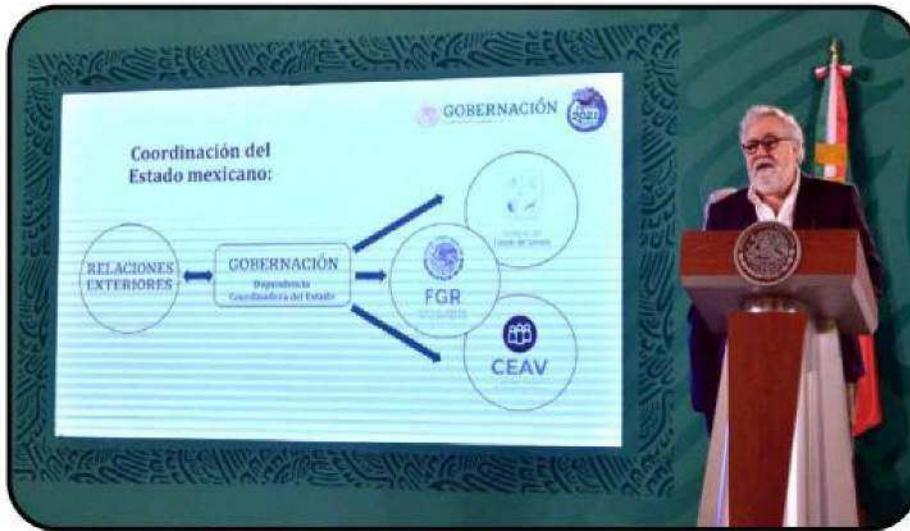 GOBERNACIÓN
2021
Coordinación del
Estado mexicano:
RELACIONES
EXTERIORES
GOBERNACIÓN
Dependencia
Coordinadora del Estado
FGR
CEAV